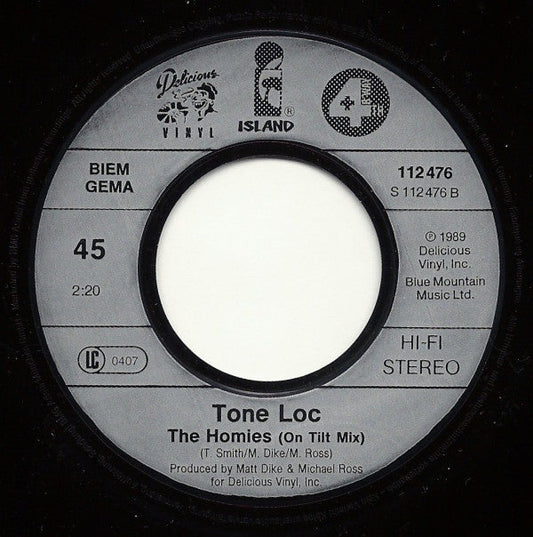 Delicious
VINYL
ISLAND ®
4th
+
BIEM
GEMA
112 476
S 112 476 B
45
2:20
℗ 1989
Delicious
Vinyl, Inc.
Blue Mountain
Music Ltd.
LC 0407
HI-FI
STEREO
Tone Loc
The Homies (On Tilt Mix)
(T. Smith/M. Dike/M. Ross)
Produced by Matt Dike & Michael Ross
for Delicious Vinyl, Inc.